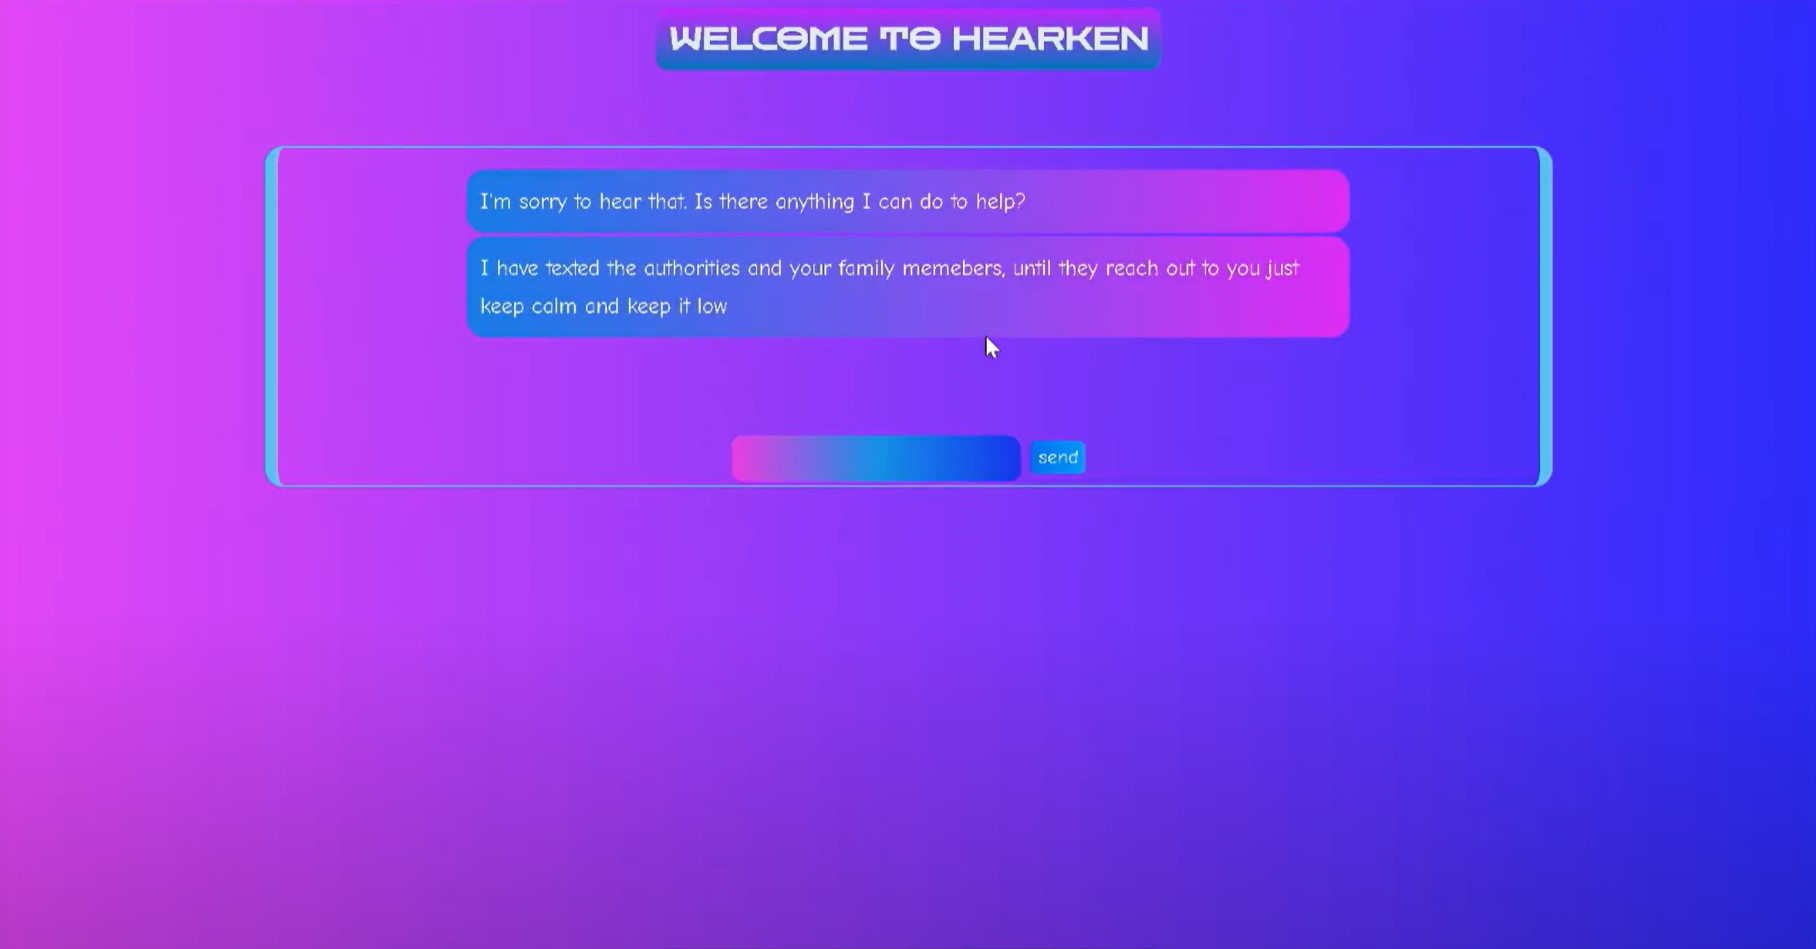 WELCOME TO HEARKEN
I'm sorry to hear that. Is there anything I can do to help?
I have texted the authorities and your family memebers, until they reach out to you just
keep calm and keep it low
send